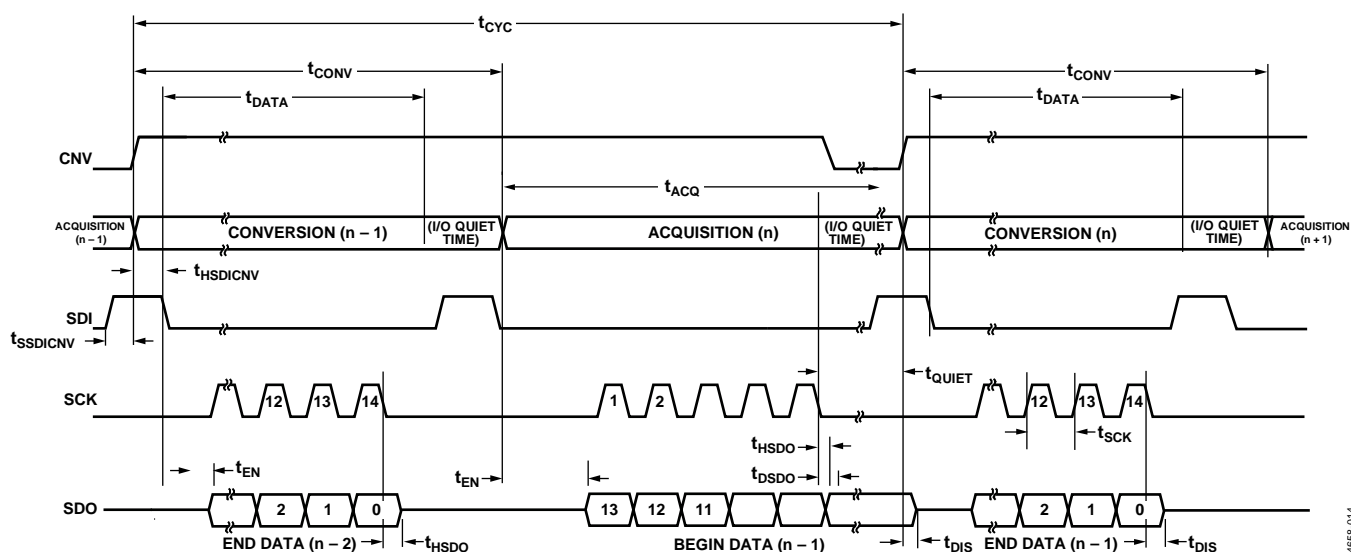 tCYC
tCONV
tCONV
tDATA
tDATA
CNV
tACQ
ACQUISITION
(n – 1)
CONVERSION (n – 1)
(I/O QUIET
TIME)
ACQUISITION (n)
(I/O QUIET
TIME)
CONVERSION (n)
(I/O QUIET
TIME)
ACQUISITION
(n + 1)
tHSDICNV
SDI
tSSDICNV
tQUIET
SCK
12 13 14
1 2
12 13 14
tSCK
tHSDO
tEN
tEN
tDSDO
SDO
2 1 0
13 12 11
2 1 0
END DATA (n – 2)
tHSDO
BEGIN DATA (n – 1)
tDIS
END DATA (n – 1)
tDIS